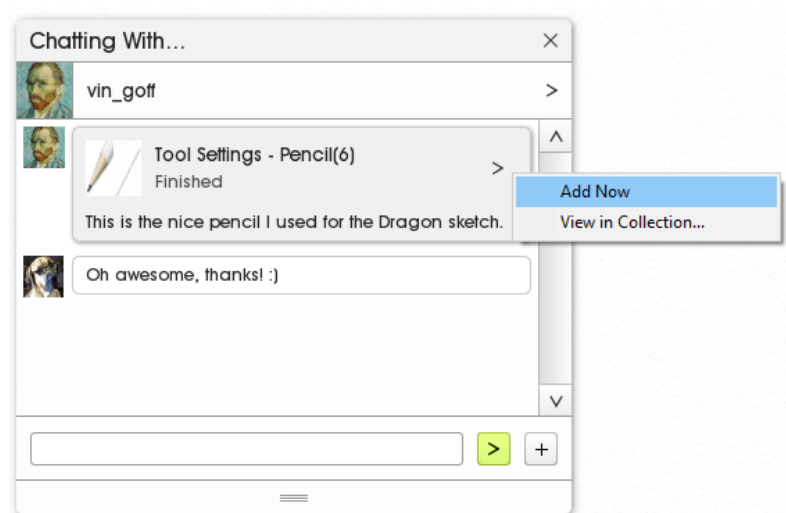 Chatting With...
vin_goff
Tool Settings - Pencil(6)
Finished
This is the nice pencil I used for the Dragon sketch.
Add Now
View in Collection...
Oh awesome, thanks! :)